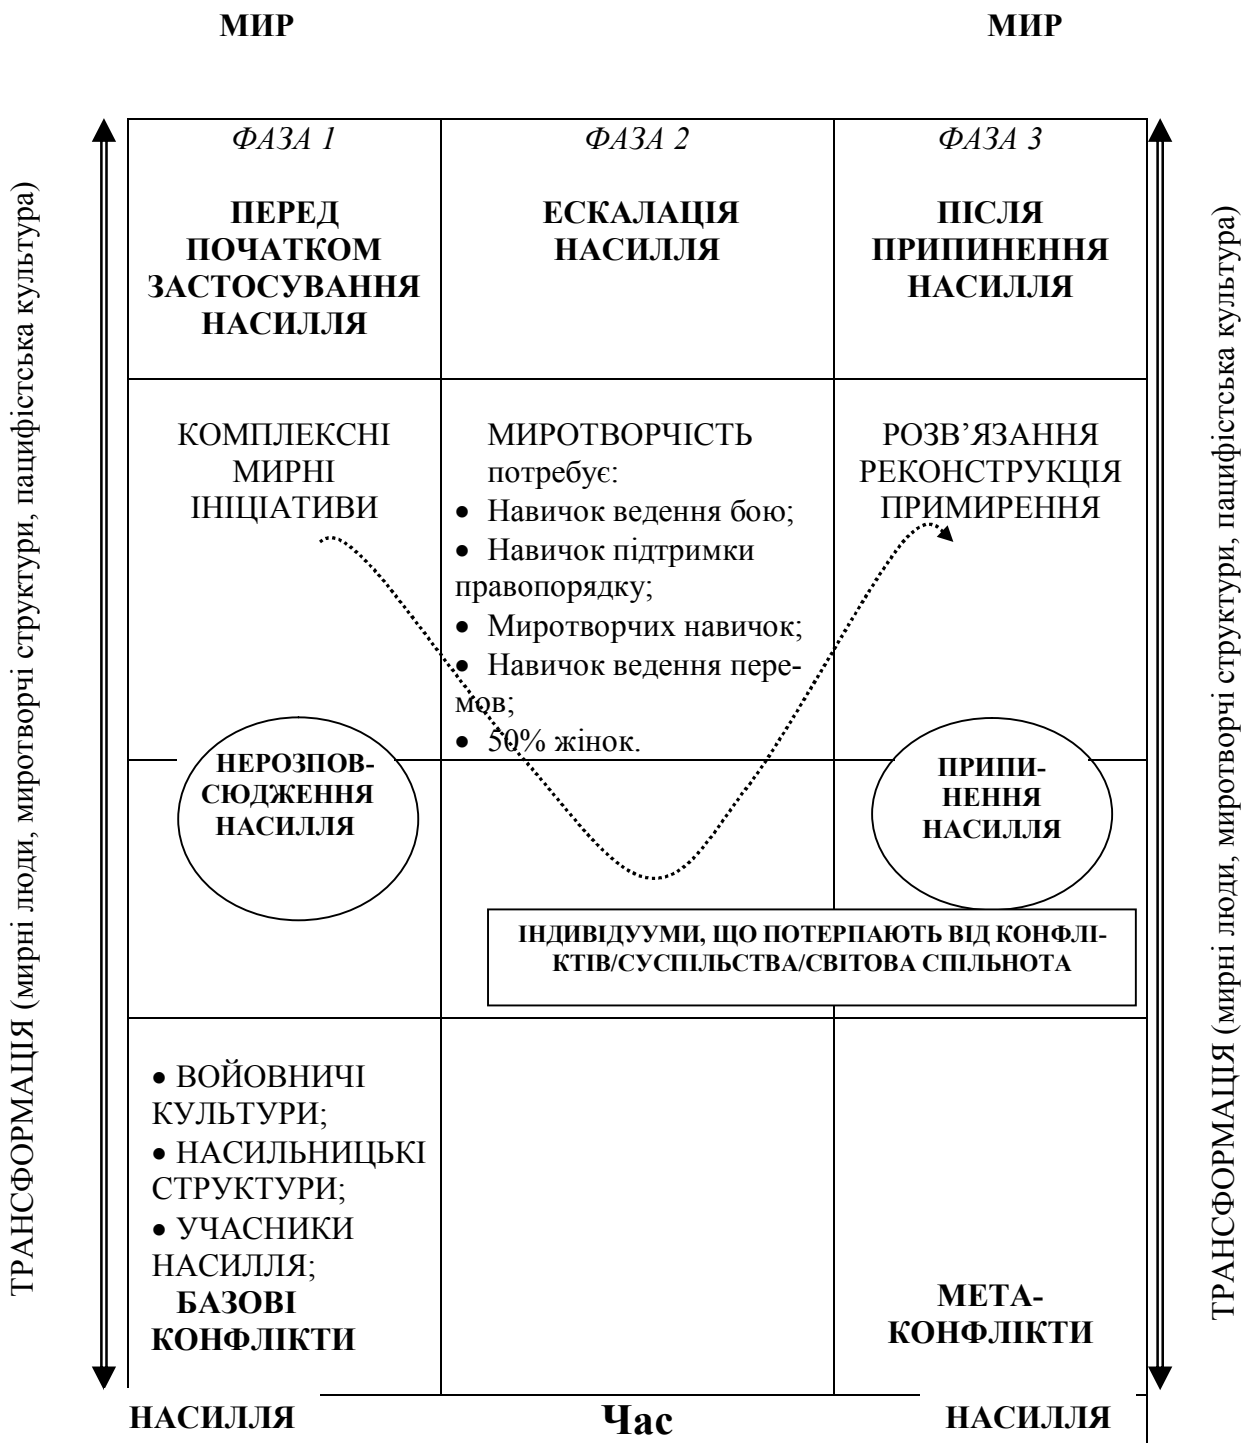 МИР
МИР
ТРАНСФОРМАЦІЯ (мирні люди, миротворчі структури, пацифістська культура)
ФАЗА 1
ПЕРЕД
ПОЧАТКОМ
ЗАСТОСУВАННЯ
НАСИЛЛЯ
ФАЗА 2
ЕСКАЛАЦІЯ
НАСИЛЛЯ
ФАЗА 3
ПІСЛЯ
ПРИПИНЕННЯ
НАСИЛЛЯ
КОМПЛЕКСНІ
МИРНІ
ІНІЦІАТИВИ
МИРОТВОРЧІСТЬ
потребує:
• Навичок ведення бою;
• Навичок підтримки
правопорядку;
• Миротворчих навичок;
• Навичок ведення пере-
мов;
• 50% жінок.
РОЗВ’ЯЗАННЯ
РЕКОНСТРУКЦІЯ
ПРИМИРЕННЯ
НЕРОЗПОВ-
СЮДЖЕННЯ
НАСИЛЛЯ
ПРИПИ-
НЕННЯ
НАСИЛЛЯ
ІНДИВІДУУМИ, ЩО ПОТЕРПАЮТЬ ВІД КОНФЛІ-
КТІВ/СУСПІЛЬСТВА/СВІТОВА СПІЛЬНОТА
• ВОЙОВНИЧІ
КУЛЬТУРИ;
• НАСИЛЬНИЦЬКІ
СТРУКТУРИ;
• УЧАСНИКИ
НАСИЛЛЯ;
БАЗОВІ
КОНФЛІКТИ
МЕТА-
КОНФЛІКТИ
ТРАНСФОРМАЦІЯ (мирні люди, миротворчі структури, пацифістська культура)
НАСИЛЛЯ
Час
НАСИЛЛЯ